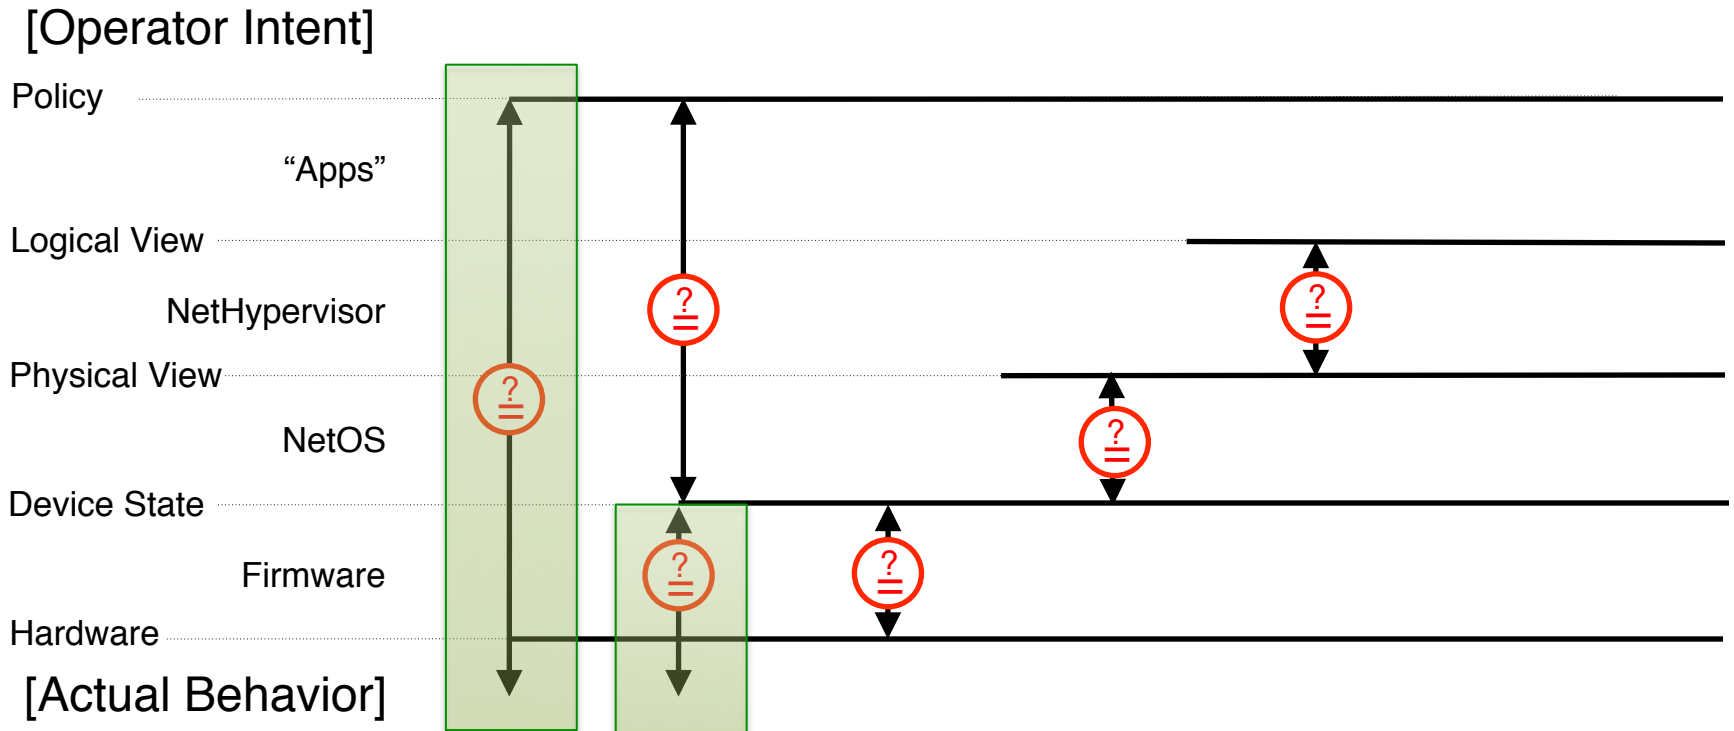 [Operator Intent]
Policy
“Apps”
Logical View
NetHypervisor
Physical View
NetOS
Device State
Firmware
Hardware
[Actual Behavior]
?
=
?
=
?
=
?
=
?
=
?
=